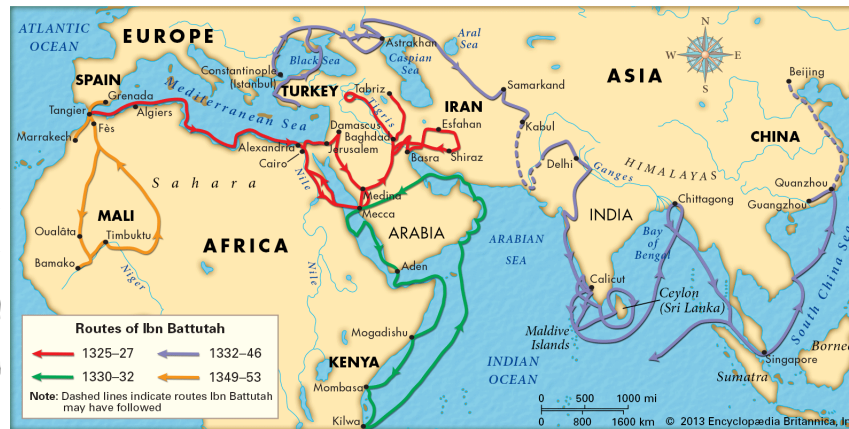 ATLANTIC
OCEAN
EUROPE
Aral
Sea
N
W
E
S
Astrakhan
Black Sea
Caspian
Sea
ASIA
Constantinople
(Istanbul)
SPAIN
Grenada
Tangier
Algiers
Mediterranean Sea
TURKEY
Tabriz
Tigris
Samarkand
Beijing
IRAN
Esfahan
Kabul
Fès
Marrakech
Damascus
Baghdad
Alexandria
Jerusalem
Cairo
Basra
Shiraz
CHINA
Delhi
Ganges
HIMALAYAS
Nile
Sahara
Medina
Mecca
Quanzhou
Guangzhou
Chittagong
MALI
INDIA
Oualâta
Timbuktu
ARABIA
AFRICA
ARABIAN
SEA
Bay
of
Bengal
Bamako
Niger
Nile
Aden
Calicut
Ceylon
(Sri Lanka)
South China Sea
Routes of Ibn Battutah
1325–27
1332–46
1330–32
1349–53
Note: Dashed lines indicate routes Ibn Battutah
may have followed
Mogadishu
Maldive
Islands
KENYA
INDIAN
OCEAN
Singapore
Borne
Sumatra
Mombasa
Kilwa
0 500 1000 mi
0 800 1600 km
© 2013 Encyclopædia Britannica, In